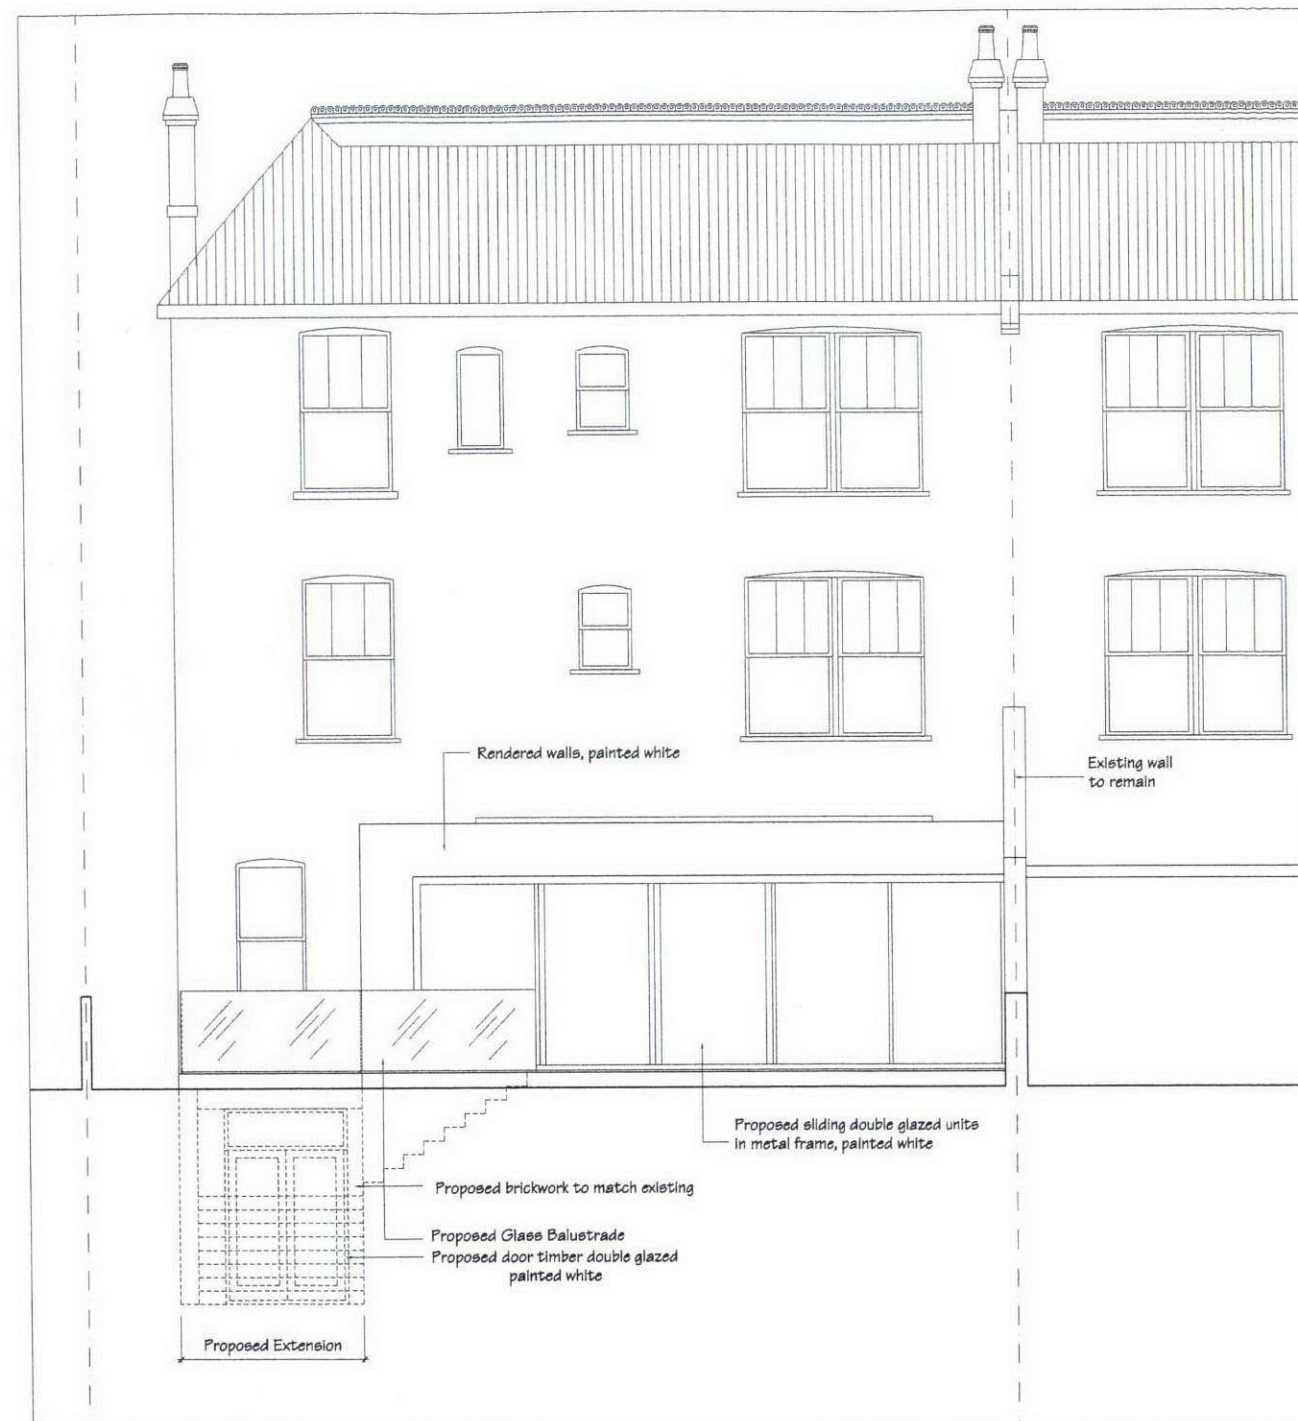 Rendered walls, painted white
Existing wall
to remain
Proposed sliding double glazed units
in metal frame, painted white
Proposed brickwork to match existing
Proposed Glass Balustrade
Proposed door timber double glazed
painted white
Proposed Extension